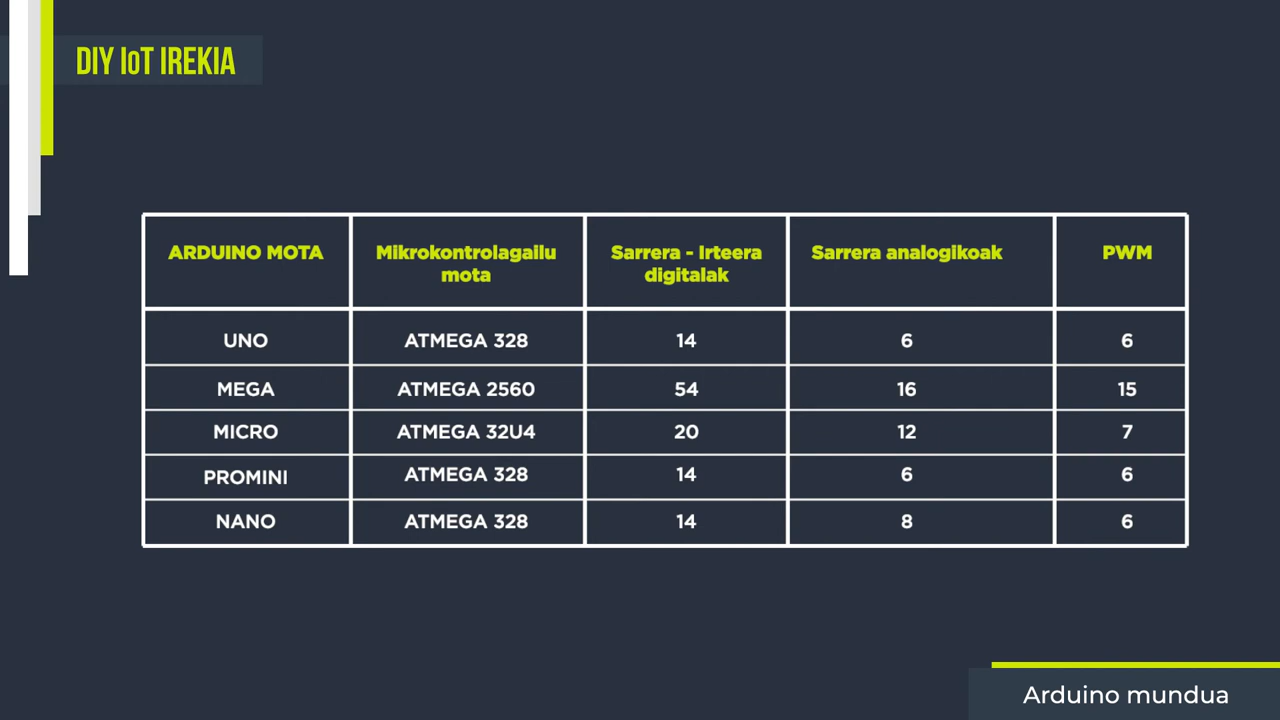 DIY IoT IREKIA
ARDUINO MOTA
Mikrokontrolagailu
mota
Sarrera - Irteera
digitalak
Sarrera analogikoak
PWM
UNO ATMEGA 328 14 6 6
MEGA ATMEGA 2560 54 16 15
MICRO ATMEGA 32U4 20 12 7
PROMINI ATMEGA 328 14 6 6
NANO ATMEGA 328 14 8 6
Arduino mundua